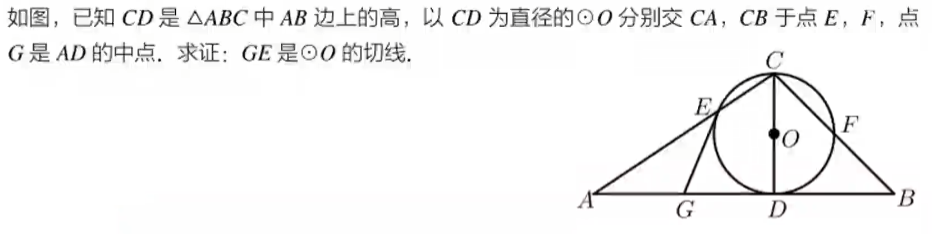 如图，已知 CD 是 △ABC 中 AB 边上的高，以 CD 为直径的⊙O 分别交 CA，CB 于点 E，F，点
G 是 AD 的中点．求证：GE 是⊙O 的切线．
C
E
F
O
A
G
D
B